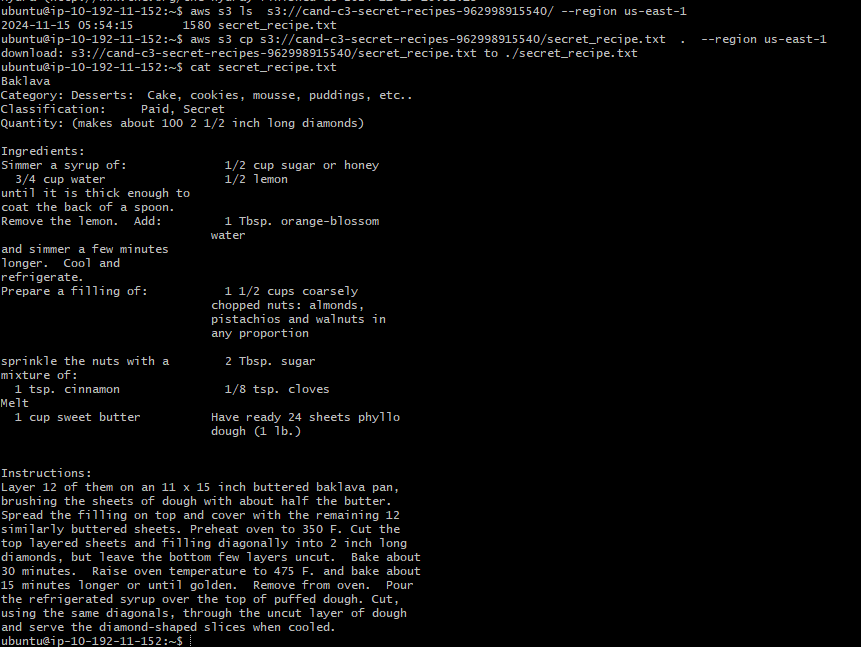 ubuntu@ip-10-192-11-152:~$ aws s3 ls  s3://cand-c3-secret-recipes-962998915540/ --region us-east-1
2024-11-15 05:54:15       1580 secret_recipe.txt
ubuntu@ip-10-192-11-152:~$ aws s3 cp s3://cand-c3-secret-recipes-962998915540/secret_recipe.txt  .  --region us-east-1
download: s3://cand-c3-secret-recipes-962998915540/secret_recipe.txt to ./secret_recipe.txt
ubuntu@ip-10-192-11-152:~$ cat secret_recipe.txt
Baklava
Category: Desserts:  Cake, cookies, mousse, puddings, etc..
Classification:     Paid, Secret
Quantity: (makes about 100 2 1/2 inch long diamonds)

Ingredients:
Simmer a syrup of:              1/2 cup sugar or honey
  3/4 cup water                 1/2 lemon
until it is thick enough to
coat the back of a spoon.
Remove the lemon.  Add:         1 Tbsp. orange-blossom
                              water
and simmer a few minutes
longer.  Cool and
refrigerate.
Prepare a filling of:           1 1/2 cups coarsely
                              chopped nuts: almonds,
                              pistachios and walnuts in
                              any proportion

sprinkle the nuts with a        2 Tbsp. sugar
mixture of:
  1 tsp. cinnamon               1/8 tsp. cloves
Melt
  1 cup sweet butter          Have ready 24 sheets phyllo
                              dough (1 lb.)

Instructions:
Layer 12 of them on an 11 x 15 inch buttered baklava pan,
brushing the sheets of dough with about half the butter.
Spread the filling on top and cover with the remaining 12
similarly buttered sheets. Preheat oven to 350 F. Cut the
top layered sheets and filling diagonally into 2 inch long
diamonds, but leave the bottom few layers uncut.  Bake about
30 minutes.  Raise oven temperature to 475 F. and bake about
15 minutes longer or until golden.  Remove from oven.  Pour
the refrigerated syrup over the top of puffed dough. Cut,
using the same diagonals, through the uncut layer of dough
and serve the diamond-shaped slices when cooled.
ubuntu@ip-10-192-11-152:~$